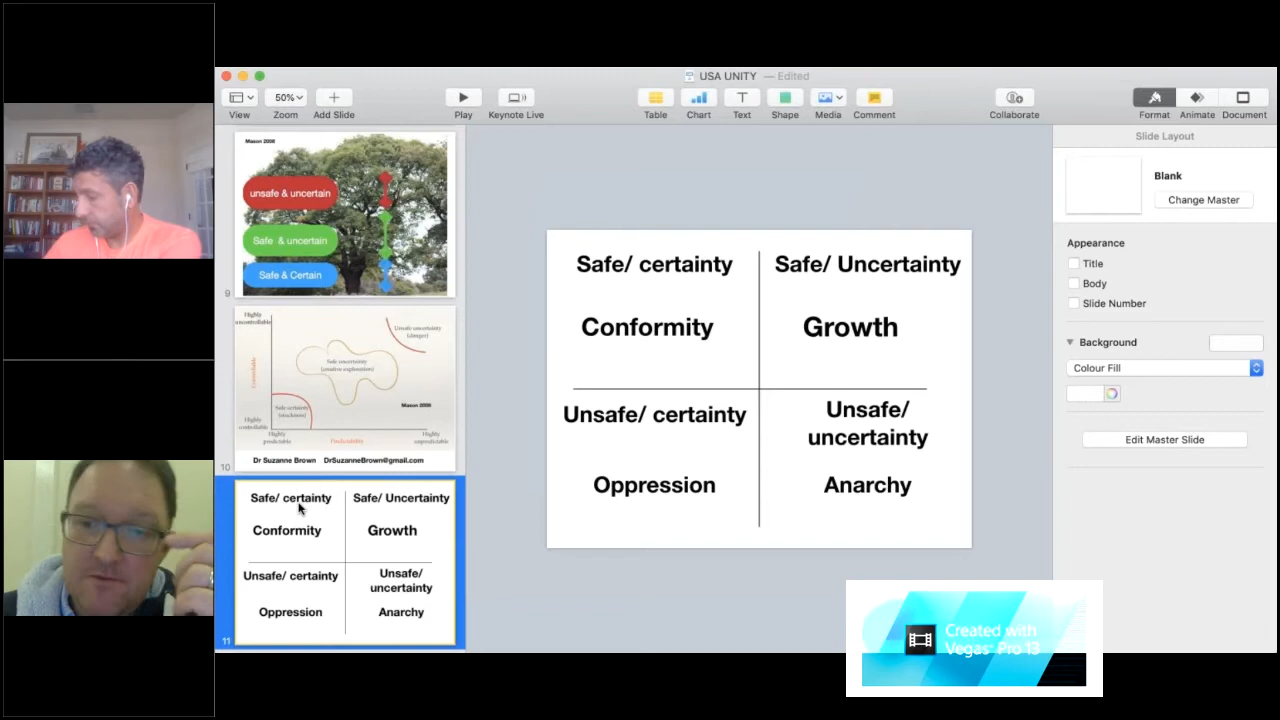 USA UNITY — Edited
View
50%
Zoom
Add Slide
Play
Keynote Live
Table
Chart
Text
Shape
Media
Comment
Collaborate
Format
Animate
Document
Mason 2008
unsafe & uncertain
Safe & uncertain
Safe & Certain
9
Highly
uncontrollable
Unsafe uncertainty
(danger)
Safe uncertainty
(creative exploration)
Mason 2008
Safe certainty
(stuckness)
Highly
controllable
Highly
predictable
Predictability
Highly
unpredictable
Dr Suzanne Brown DrSuzanneBrown@gmail.com
10
Safe/ certainty
Safe/ Uncertainty
Conformity
Growth
Unsafe/ certainty
Unsafe/
uncertainty
Oppression
Anarchy
11
Safe/ certainty
Safe/ Uncertainty
Conformity
Growth
Unsafe/ certainty
Unsafe/
uncertainty
Oppression
Anarchy
Slide Layout
Blank
Change Master
Appearance
Title
Body
Slide Number
Background
Colour Fill
Edit Master Slide
Created with
Vegas™ Pro 13